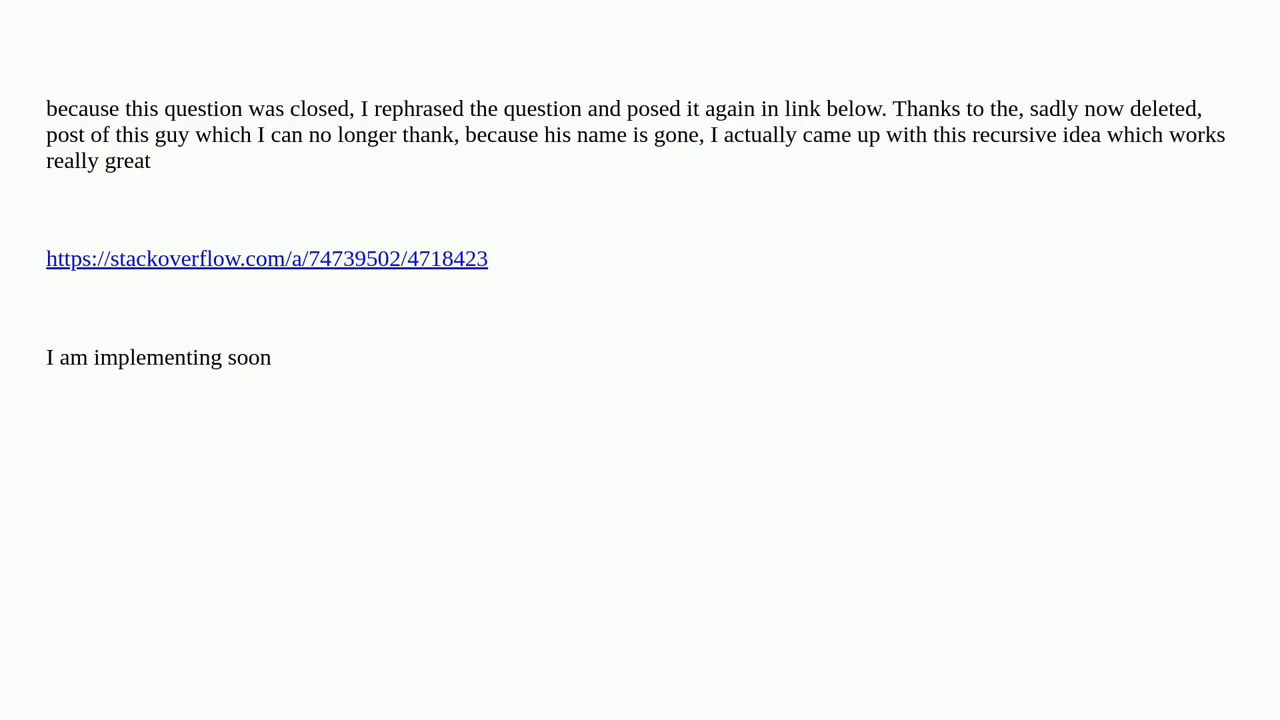 because this question was closed, I rephrased the question and posed it again in link below. Thanks to the, sadly now deleted,
post of this guy which I can no longer thank, because his name is gone, I actually came up with this recursive idea which works
really great
https://stackoverflow.com/a/74739502/4718423
I am implementing soon